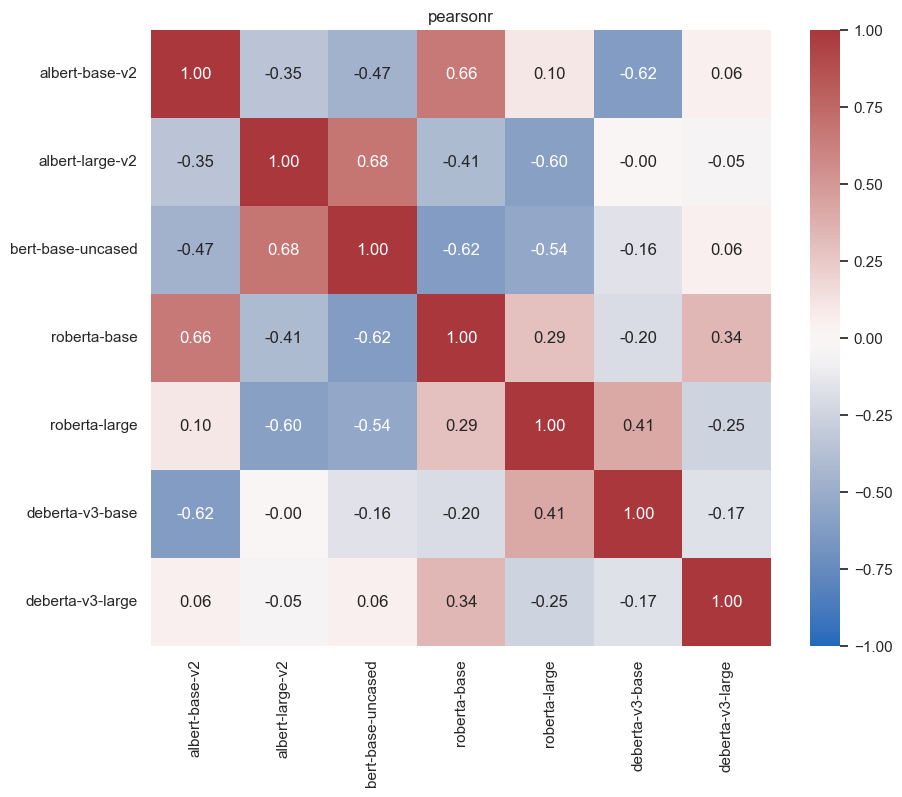 pearsonr
albert-base-v2 1.00 -0.35 -0.47 0.66 0.10 -0.62 0.06
albert-large-v2 -0.35 1.00 0.68 -0.41 -0.60 -0.00 -0.05
bert-base-uncased -0.47 0.68 1.00 -0.62 -0.54 -0.16 0.06
roberta-base 0.66 -0.41 -0.62 1.00 0.29 -0.20 0.34
roberta-large 0.10 -0.60 -0.54 0.29 1.00 0.41 -0.25
deberta-v3-base -0.62 -0.00 -0.16 -0.20 0.41 1.00 -0.17
deberta-v3-large 0.06 -0.05 0.06 0.34 -0.25 -0.17 1.00
albert-base-v2
albert-large-v2
bert-base-uncased
roberta-base
roberta-large
deberta-v3-base
deberta-v3-large
1.00
0.75
0.50
0.25
0.00
−0.25
−0.50
−0.75
−1.00